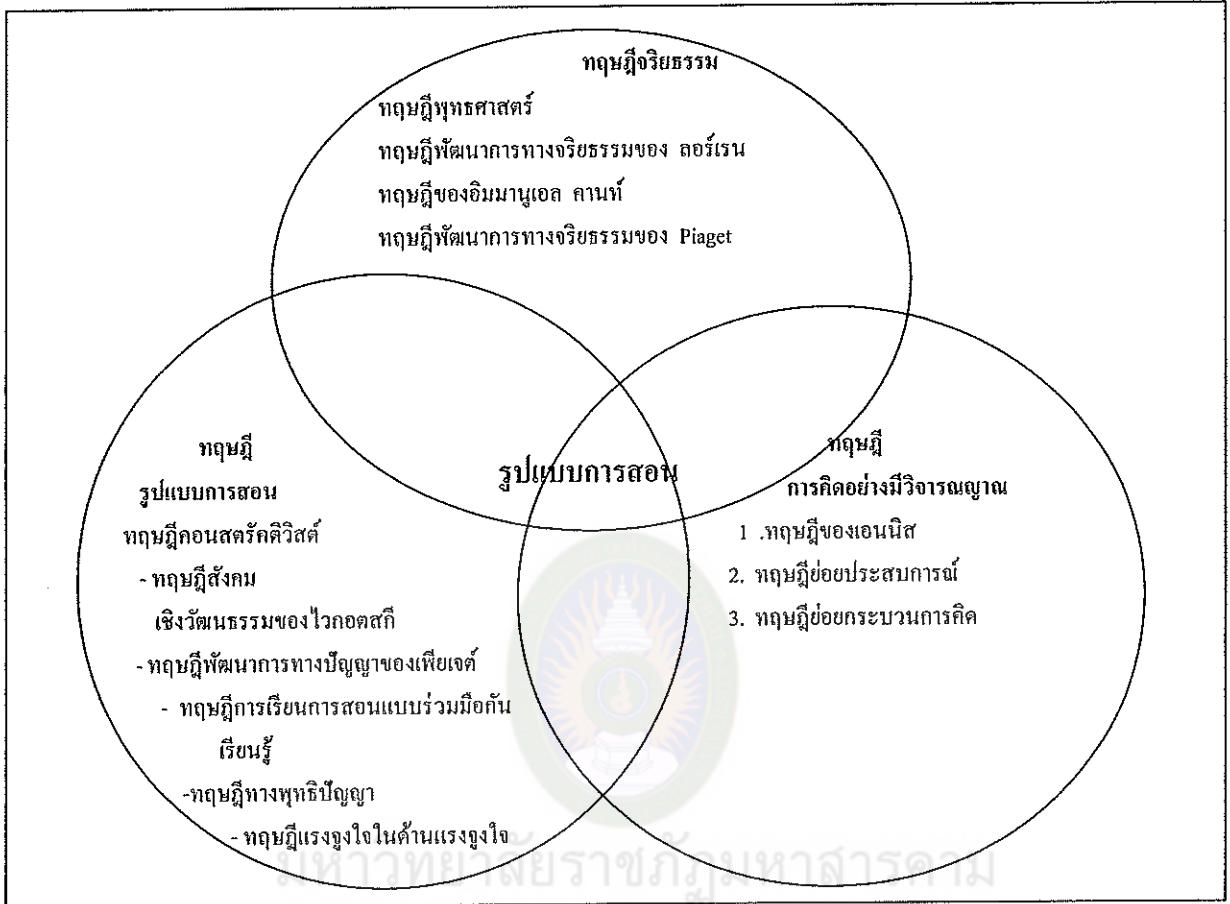 ทฤษฎีจริยธรรม
ทฤษฎีพุทธศาสตร์
ทฤษฎีพัฒนาการทางจริยธรรมของ ลอร์เรน
ทฤษฎีของอิมมานูเอล คานท์
ทฤษฎีพัฒนาการทางจริยธรรมของ Piaget
ทฤษฎี
รูปแบบการสอน
ทฤษฎีคอนสตรัคติวิสต์
- ทฤษฎีสังคม
เชิงวัฒนธรรมของไวกอตสกี
- ทฤษฎีพัฒนาการทางปัญญาของเพียเจต์
- ทฤษฎีการเรียนการสอนแบบร่วมมือกัน
เรียนรู้
-ทฤษฎีทางพุทธิปัญญา
- ทฤษฎีแรงจูงใจในด้านแรงจูงใจ
รูปแบบการสอน
ทฤษฎี
การคิดอย่างมีวิจารณญาณ
1 .ทฤษฎีของเอนนิส
2. ทฤษฎีย่อยประสบการณ์
3. ทฤษฎีย่อยกระบวนการคิด
มหาวิทยาลัยราชภัฏมหาสารคาม